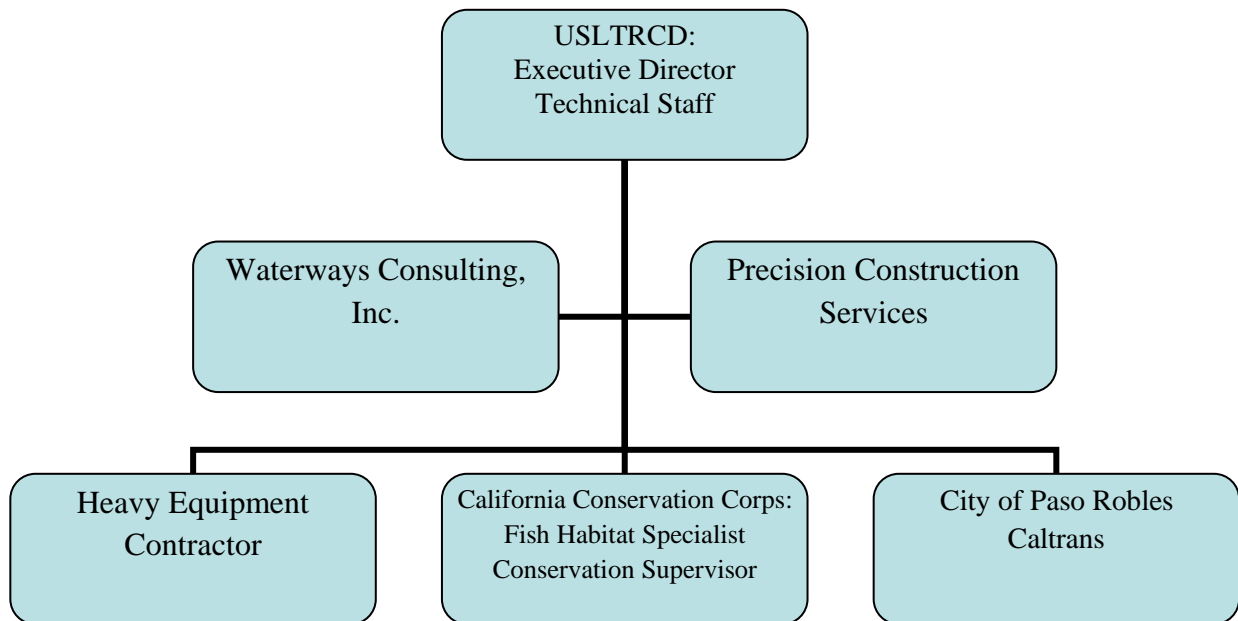 USLTRCD:
Executive Director
Technical Staff
Waterways Consulting,
Inc.
Precision Construction
Services
Heavy Equipment
Contractor
California Conservation Corps:
Fish Habitat Specialist
Conservation Supervisor
City of Paso Robles
Caltrans